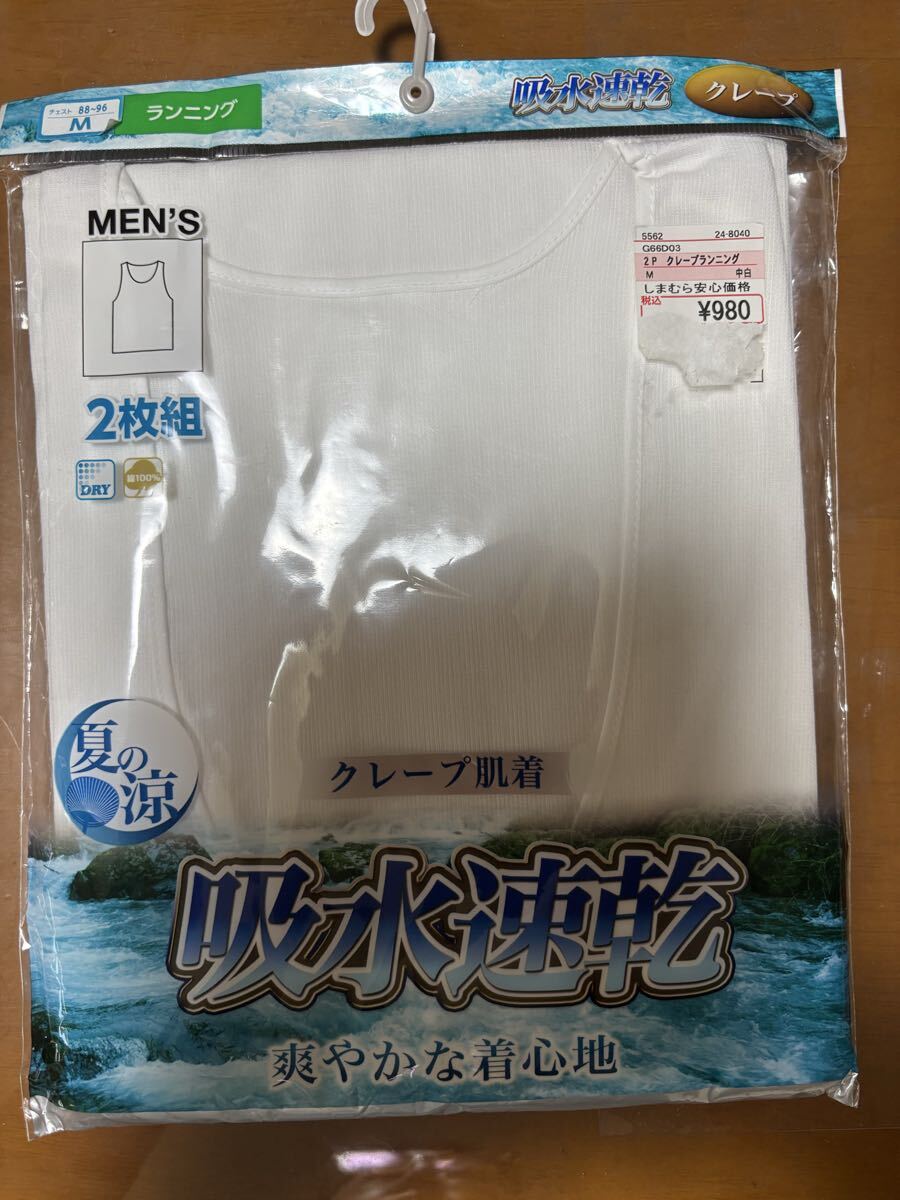 チェスト 88~96
M
ランニング
吸水速乾
クレープ
MEN'S
2枚組
DRY
綿100%
5562 24-8040
G66D03
2P クレープランニング
M 中白
しまむら安心価格
税込
¥980
夏の涼
クレープ肌着
吸水速乾
爽やかな着心地